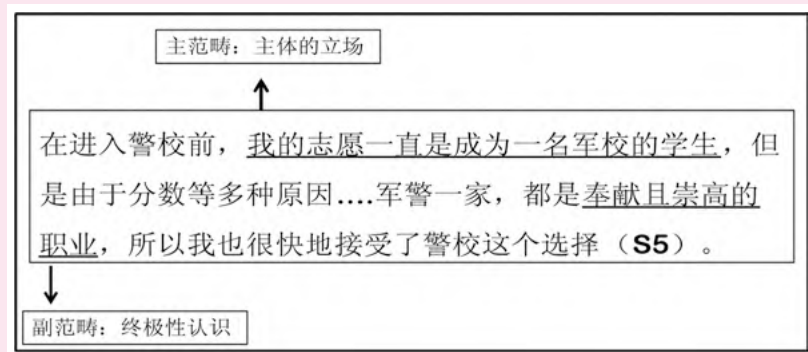 主范畴：主体的立场
在进入警校前，我的志愿一直是成为一名军校的学生，但
是由于分数等多种原因....军警一家，都是奉献且崇高的
职业，所以我也很快地接受了警校这个选择（S5）。
副范畴：终极性认识